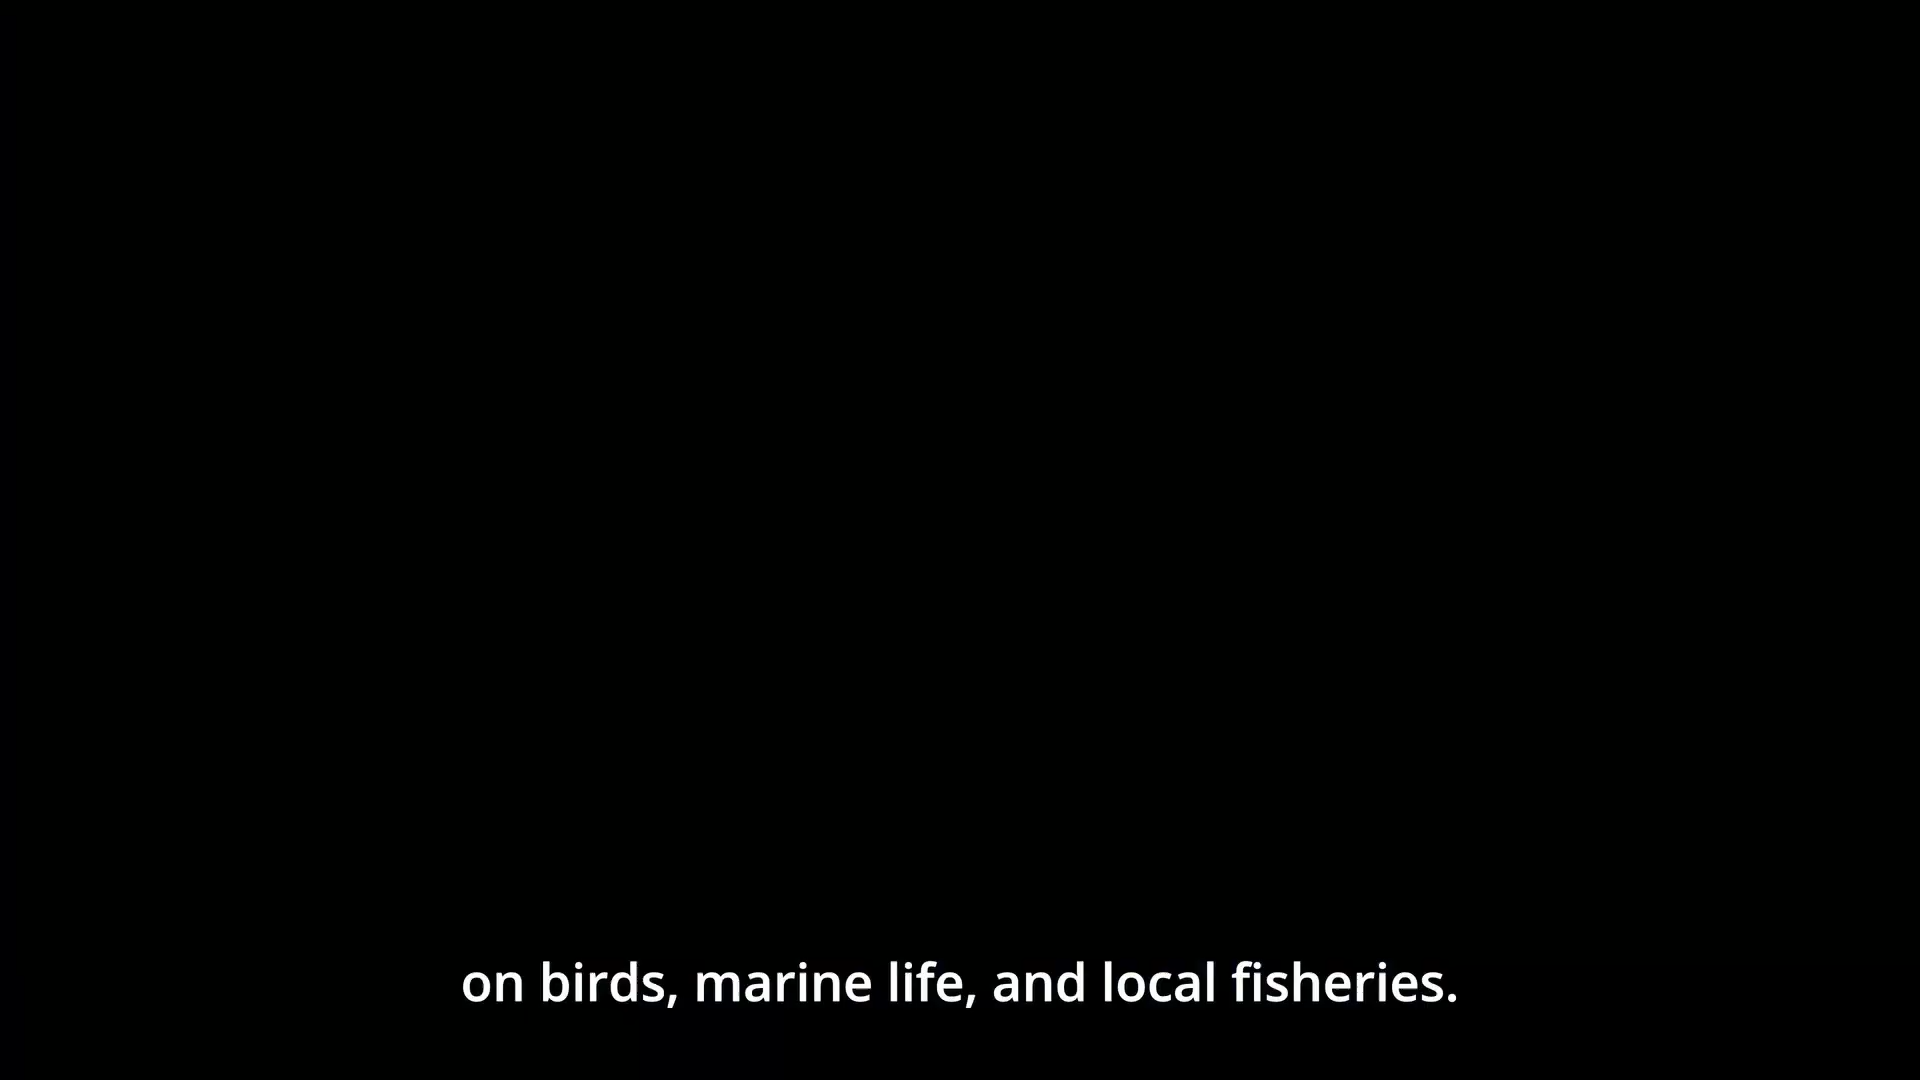 on birds, marine life, and local fisheries.